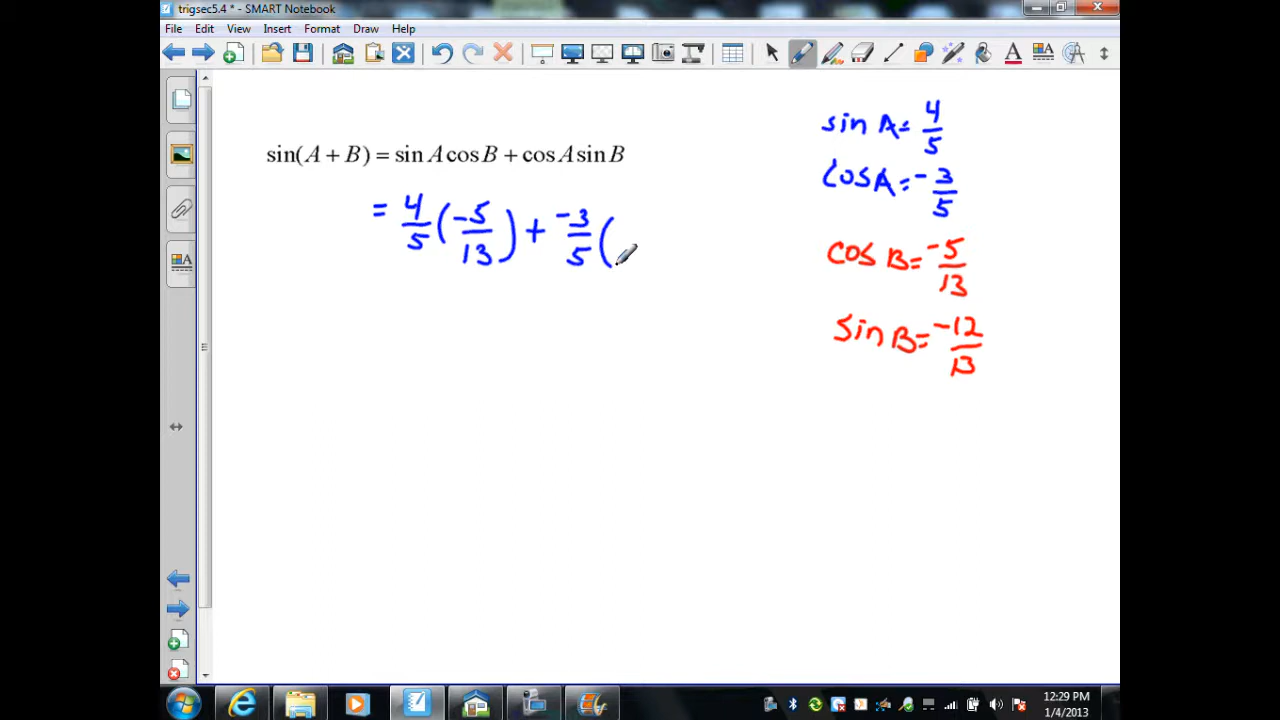 trigsec5.4 * - SMART Notebook
File Edit View Insert Format Draw Help
sin(A + B) = sin A cos B + cos A sin B
= 4/5 (-5/13) + -3/5 (
sin A = 4/5
cos A = -3/5
cos B = -5/13
sin B = -12/13
12:29 PM
1/4/2013